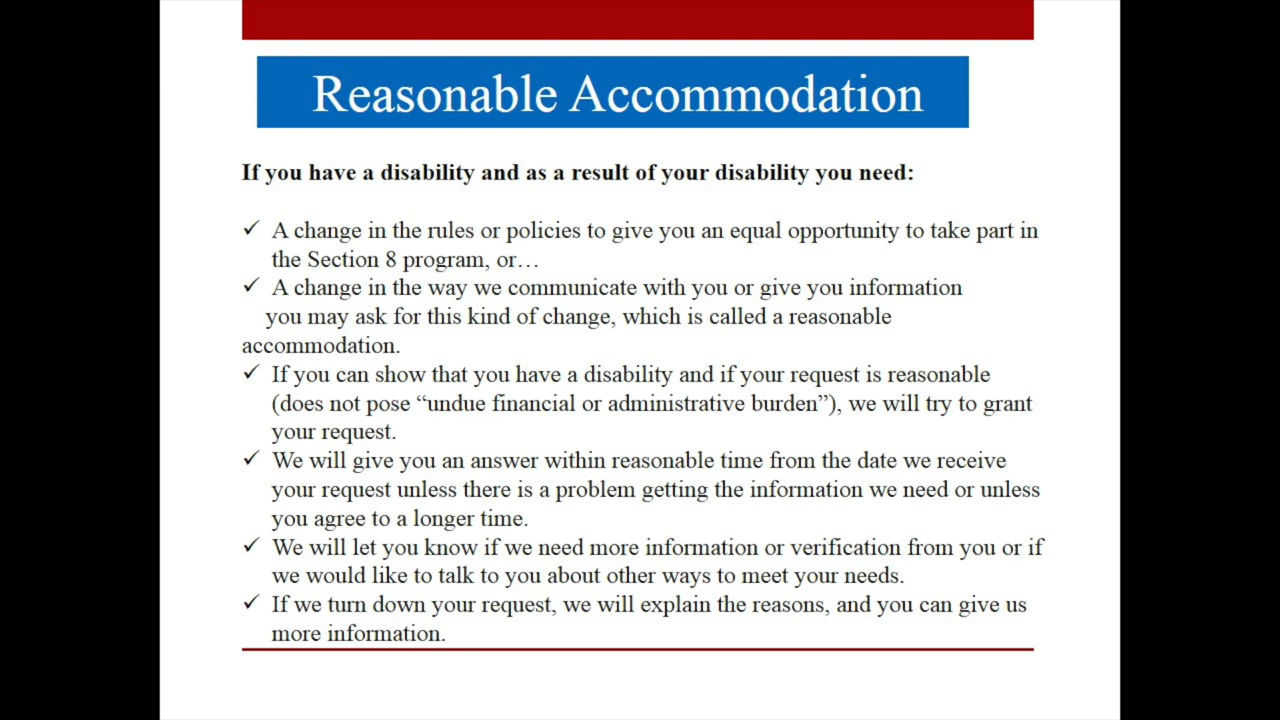 Reasonable Accommodation
If you have a disability and as a result of your disability you need:
✓ A change in the rules or policies to give you an equal opportunity to take part in
the Section 8 program, or…
✓ A change in the way we communicate with you or give you information
you may ask for this kind of change, which is called a reasonable
accommodation.
✓ If you can show that you have a disability and if your request is reasonable
(does not pose “undue financial or administrative burden”), we will try to grant
your request.
✓ We will give you an answer within reasonable time from the date we receive
your request unless there is a problem getting the information we need or unless
you agree to a longer time.
✓ We will let you know if we need more information or verification from you or if
we would like to talk to you about other ways to meet your needs.
✓ If we turn down your request, we will explain the reasons, and you can give us
more information.